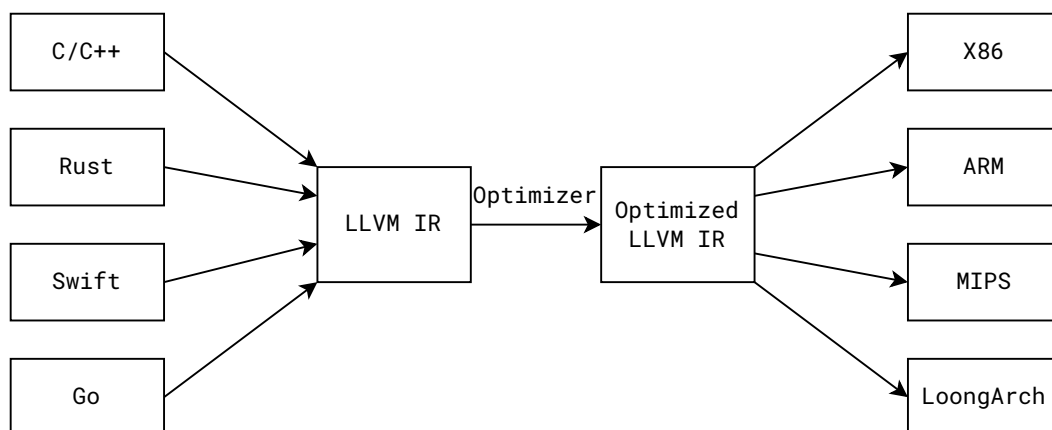 C/C++
Rust
Swift
Go
LLVM IR
Optimizer
Optimized
LLVM IR
X86
ARM
MIPS
LoongArch